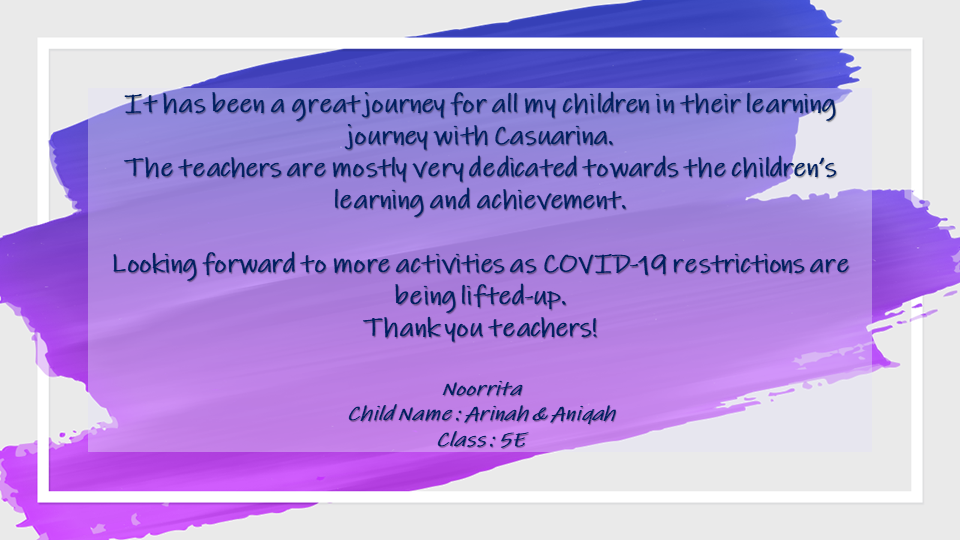 It has been a great journey for all my children in their learning
journey with Casuarina.
The teachers are mostly very dedicated towards the children's
learning and achievement.
Looking forward to more activities as COVID-19 restrictions are
being lifted-up.
Thank you teachers!
Noorrita
Child Name : Arinah & Aniqah
Class : 5E